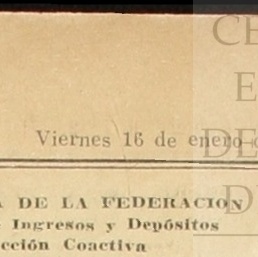 Viernes 16 de enero
DE LA FEDERACION
Ingresos y Depósitos
cción Coactiva